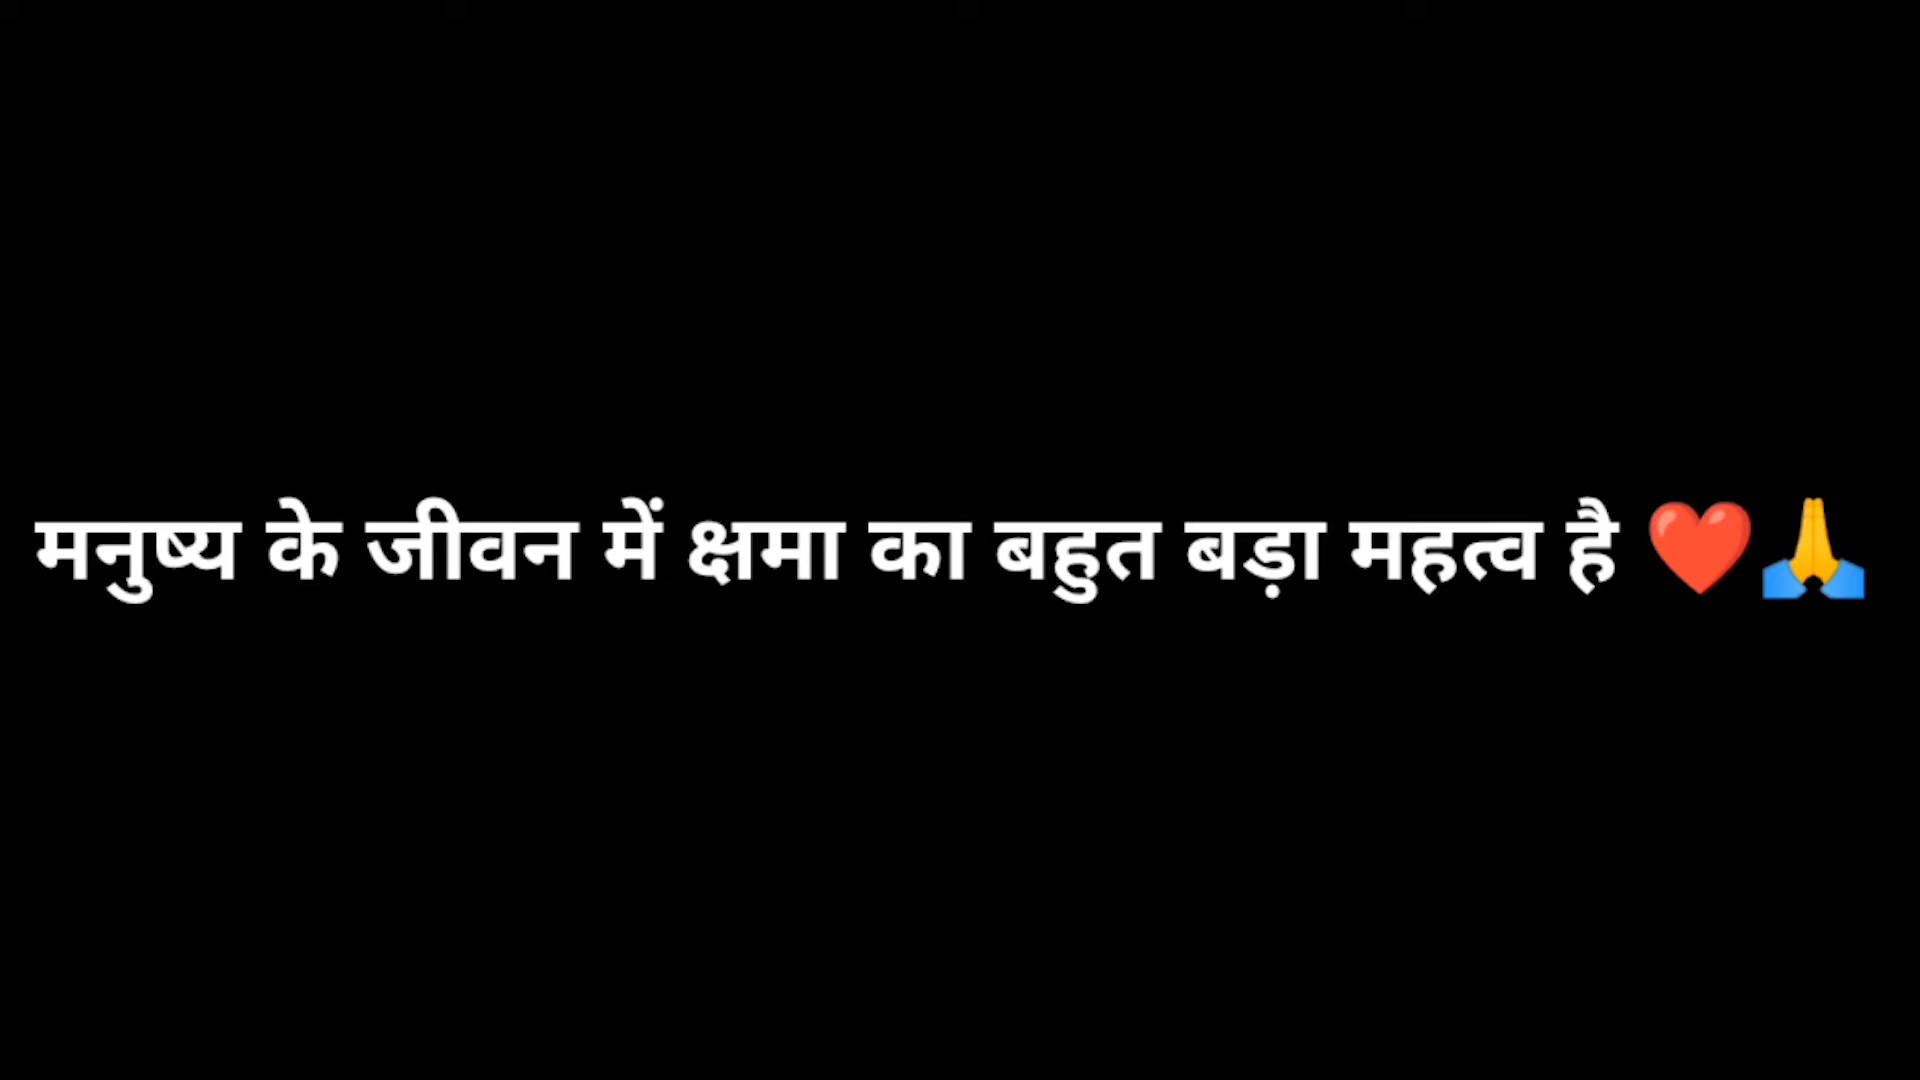 मनुष्य के जीवन में क्षमा का बहुत बड़ा महत्व है ❤️🙏